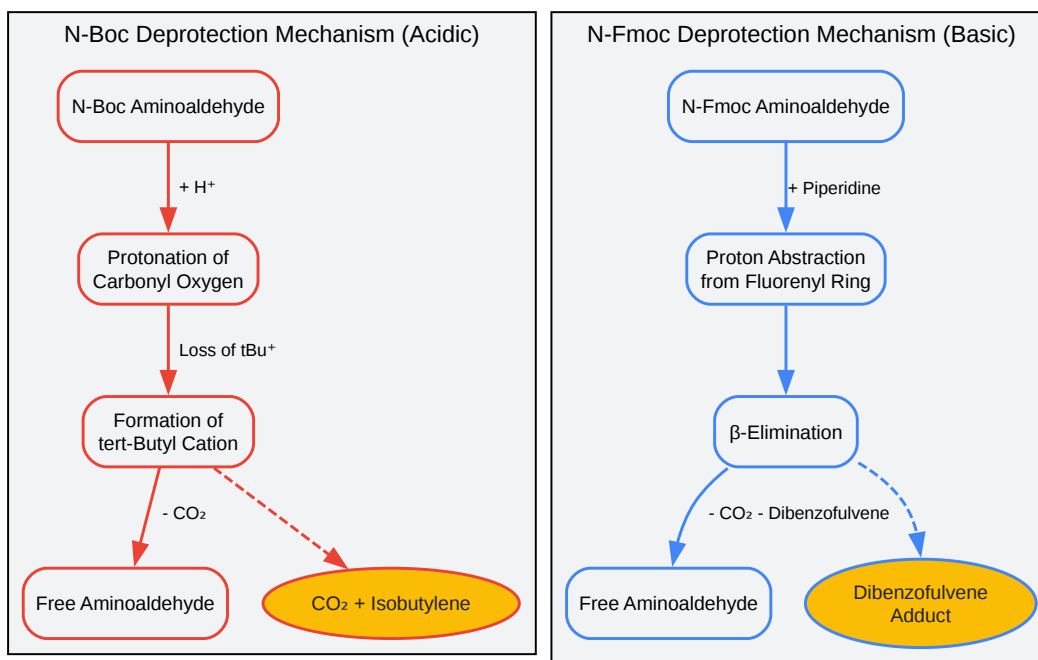 N-Boc Deprotection Mechanism (Acidic)
N-Boc Aminoaldehyde
+ H⁺
Protonation of
Carbonyl Oxygen
Loss of tBu⁺
Formation of
tert-Butyl Cation
- CO₂
Free Aminoaldehyde
CO₂ + Isobutylene
N-Fmoc Deprotection Mechanism (Basic)
N-Fmoc Aminoaldehyde
+ Piperidine
Proton Abstraction
from Fluorenyl Ring
β-Elimination
- CO₂ - Dibenzofulvene
Free Aminoaldehyde
Dibenzofulvene
Adduct